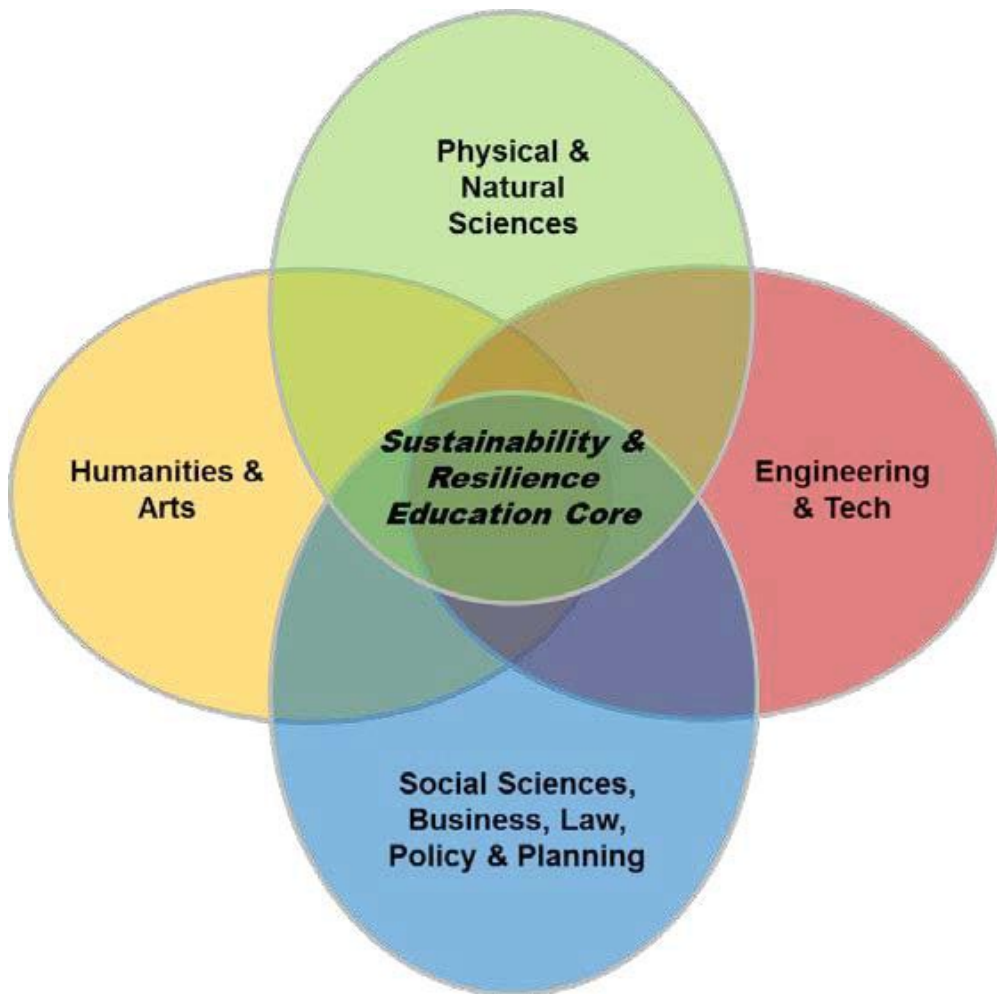 Physical &
Natural
Sciences
Humanities &
Arts
Sustainability &
Resilience
Education Core
Engineering
& Tech
Social Sciences,
Business, Law,
Policy & Planning